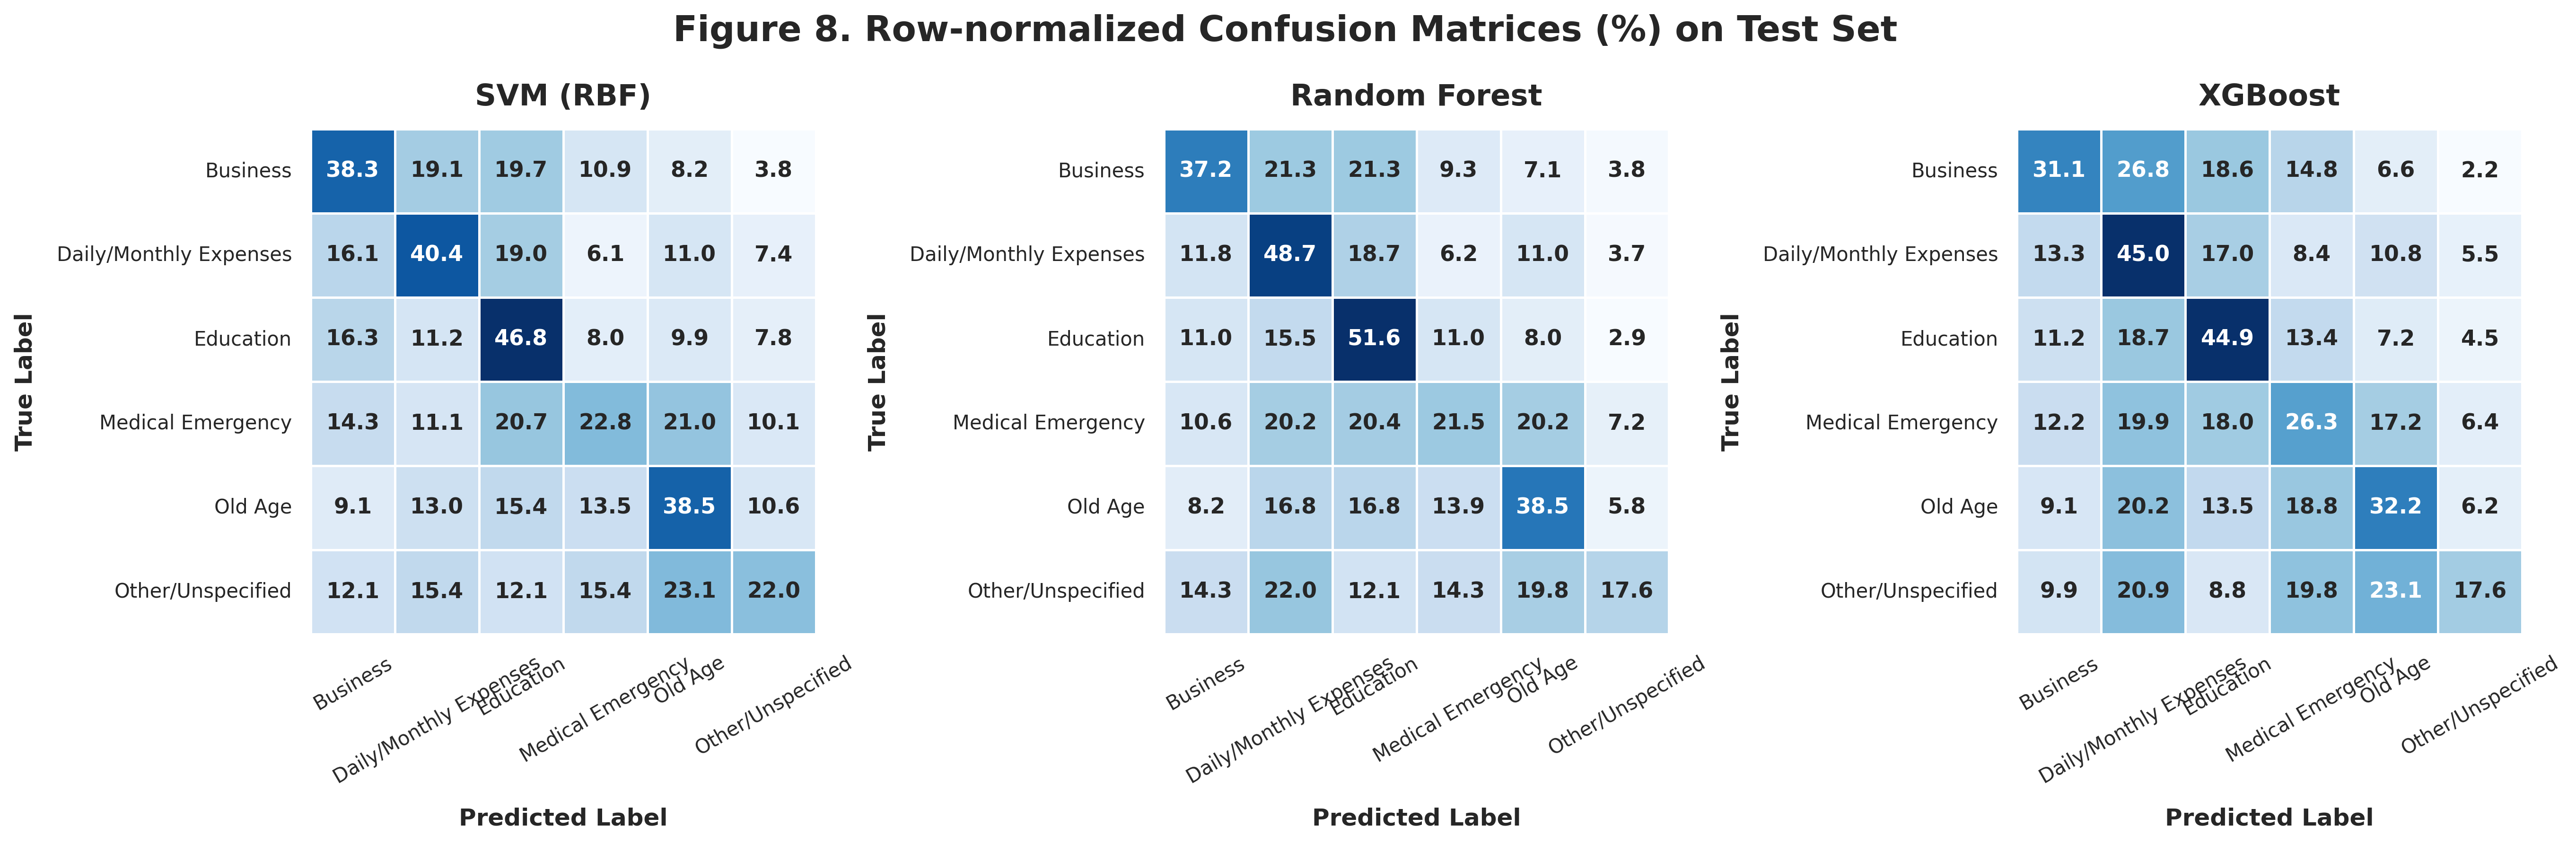 Figure 8. Row-normalized Confusion Matrices (%) on Test Set
SVM (RBF)
True Label
Business 38.3 19.1 19.7 10.9 8.2 3.8
Daily/Monthly Expenses 16.1 40.4 19.0 6.1 11.0 7.4
Education 16.3 11.2 46.8 8.0 9.9 7.8
Medical Emergency 14.3 11.1 20.7 22.8 21.0 10.1
Old Age 9.1 13.0 15.4 13.5 38.5 10.6
Other/Unspecified 12.1 15.4 12.1 15.4 23.1 22.0
Business
Daily/Monthly Expenses
Education
Medical Emergency
Old Age
Other/Unspecified
Predicted Label
Random Forest
True Label
Business 37.2 21.3 21.3 9.3 7.1 3.8
Daily/Monthly Expenses 11.8 48.7 18.7 6.2 11.0 3.7
Education 11.0 15.5 51.6 11.0 8.0 2.9
Medical Emergency 10.6 20.2 20.4 21.5 20.2 7.2
Old Age 8.2 16.8 16.8 13.9 38.5 5.8
Other/Unspecified 14.3 22.0 12.1 14.3 19.8 17.6
Business
Daily/Monthly Expenses
Education
Medical Emergency
Old Age
Other/Unspecified
Predicted Label
XGBoost
True Label
Business 31.1 26.8 18.6 14.8 6.6 2.2
Daily/Monthly Expenses 13.3 45.0 17.0 8.4 10.8 5.5
Education 11.2 18.7 44.9 13.4 7.2 4.5
Medical Emergency 12.2 19.9 18.0 26.3 17.2 6.4
Old Age 9.1 20.2 13.5 18.8 32.2 6.2
Other/Unspecified 9.9 20.9 8.8 19.8 23.1 17.6
Business
Daily/Monthly Expenses
Education
Medical Emergency
Old Age
Other/Unspecified
Predicted Label